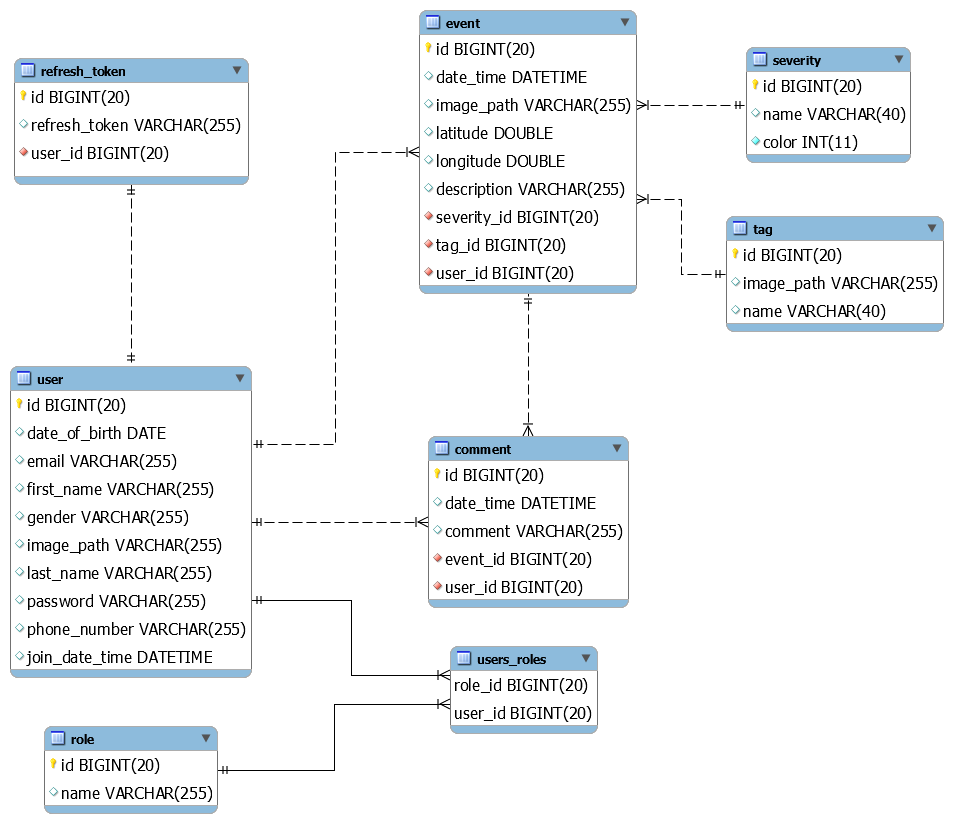 refresh_token
id BIGINT(20)
refresh_token VARCHAR(255)
user_id BIGINT(20)
event
id BIGINT(20)
date_time DATETIME
image_path VARCHAR(255)
latitude DOUBLE
longitude DOUBLE
description VARCHAR(255)
severity_id BIGINT(20)
tag_id BIGINT(20)
user_id BIGINT(20)
severity
id BIGINT(20)
name VARCHAR(40)
color INT(11)
tag
id BIGINT(20)
image_path VARCHAR(255)
name VARCHAR(40)
user
id BIGINT(20)
date_of_birth DATE
email VARCHAR(255)
first_name VARCHAR(255)
gender VARCHAR(255)
image_path VARCHAR(255)
last_name VARCHAR(255)
password VARCHAR(255)
phone_number VARCHAR(255)
join_date_time DATETIME
comment
id BIGINT(20)
date_time DATETIME
comment VARCHAR(255)
event_id BIGINT(20)
user_id BIGINT(20)
users_roles
role_id BIGINT(20)
user_id BIGINT(20)
role
id BIGINT(20)
name VARCHAR(255)